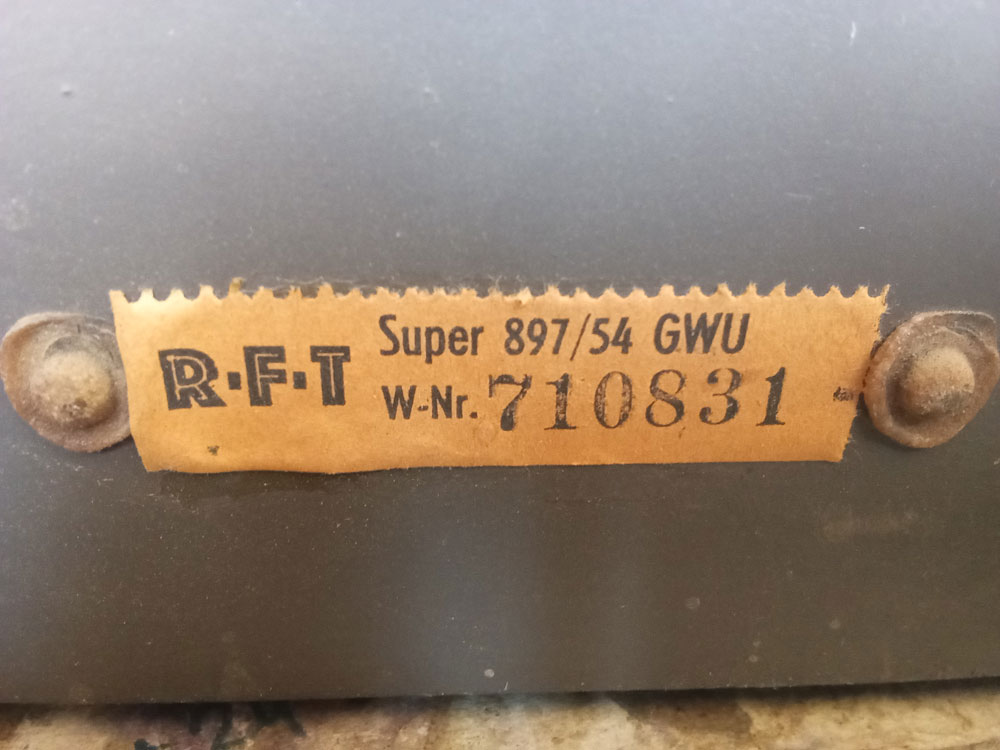 R·F·T
Super 897/54 GWU
W-Nr. 710831